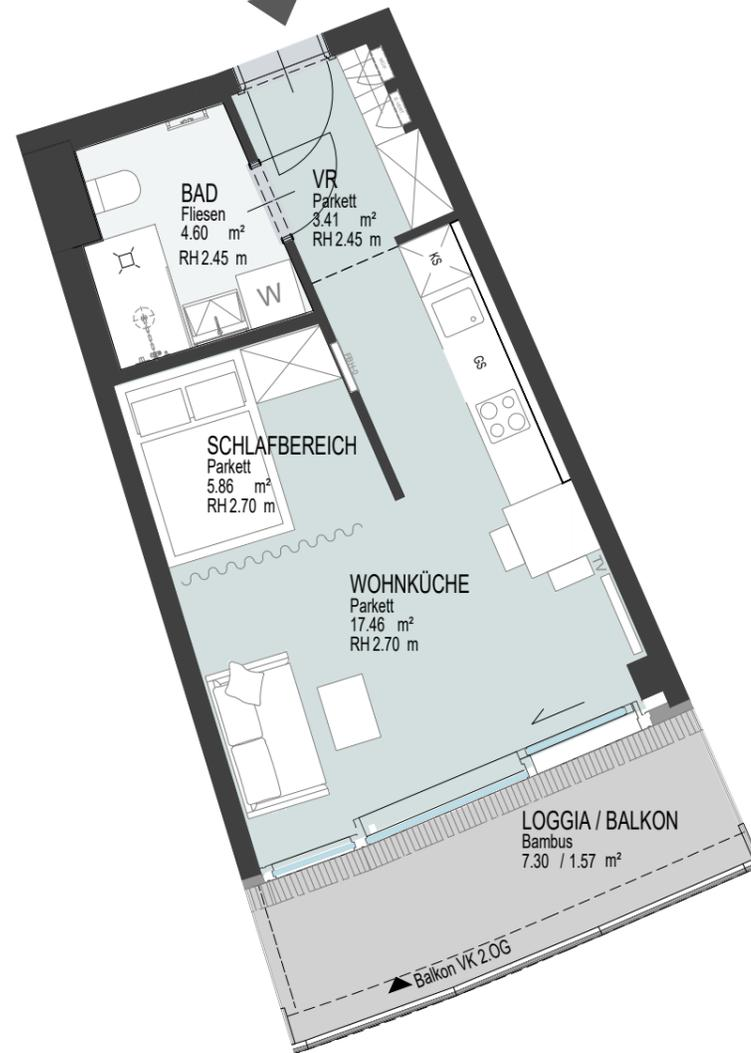 BAD
Fliesen
4.60 m²
RH 2.45 m
VR
Parkett
3.41 m²
RH 2.45 m
W
KS
GS
FBH-0
SCHLAFBEREICH
Parkett
5.86 m²
RH 2.70 m
WOHNKÜCHE
Parkett
17.46 m²
RH 2.70 m
TV
LOGGIA / BALKON
Bambus
7.30 / 1.57 m²
Balkon VK 2.OG